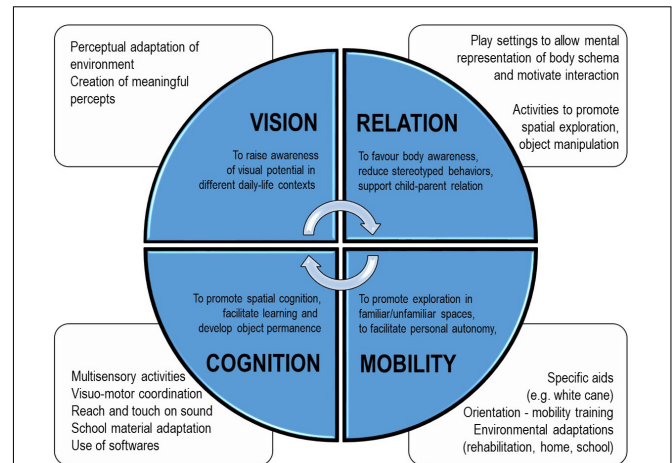 Perceptual adaptation of
environment
Creation of meaningful
percepts
Play settings to allow mental
representation of body schema
and motivate interaction
Activities to promote
spatial exploration,
object manipulation
VISION
To raise awareness
of visual potential in
different daily-life contexts
RELATION
To favour body awareness,
reduce stereotyped behaviors,
support child-parent relation
To promote spatial cognition,
facilitate learning and
develop object permanence
COGNITION
To promote exploration in
familiar/unfamiliar spaces,
to facilitate personal autonomy,
MOBILITY
Multisensory activities
Visuo-motor coordination
Reach and touch on sound
School material adaptation
Use of softwares
Specific aids
(e.g. white cane)
Orientation - mobility training
Environmental adaptations
(rehabilitation, home, school)